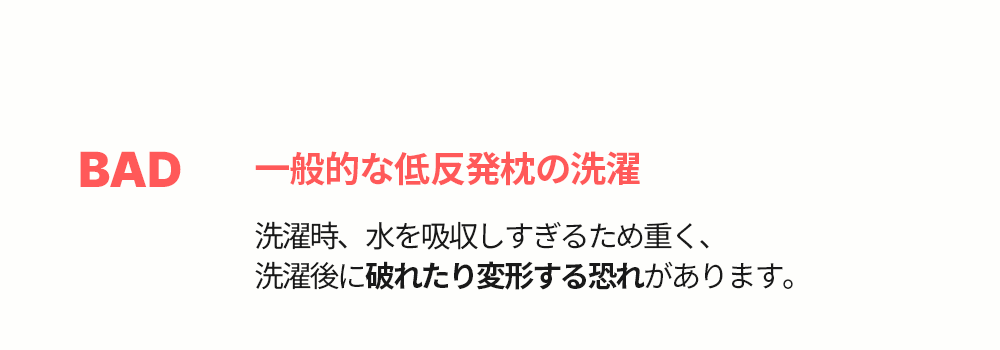 BAD
一般的な低反発枕の洗濯
洗濯時、水を吸収しすぎるため重く、
洗濯後に破れたり変形する恐れがあります。